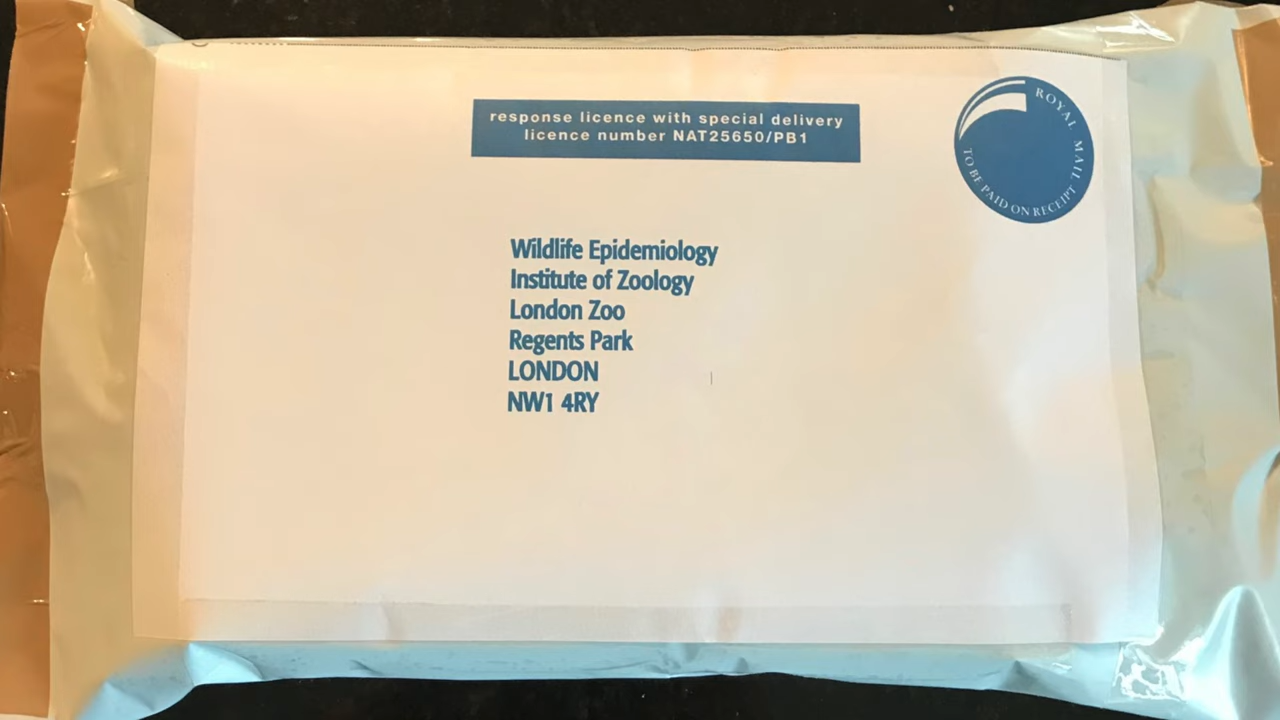 response licence with special delivery
licence number NAT25650/PB1
ROYAL MAIL
TO BE PAID ON RECEIPT
Wildlife Epidemiology
Institute of Zoology
London Zoo
Regents Park
LONDON
NW1 4RY